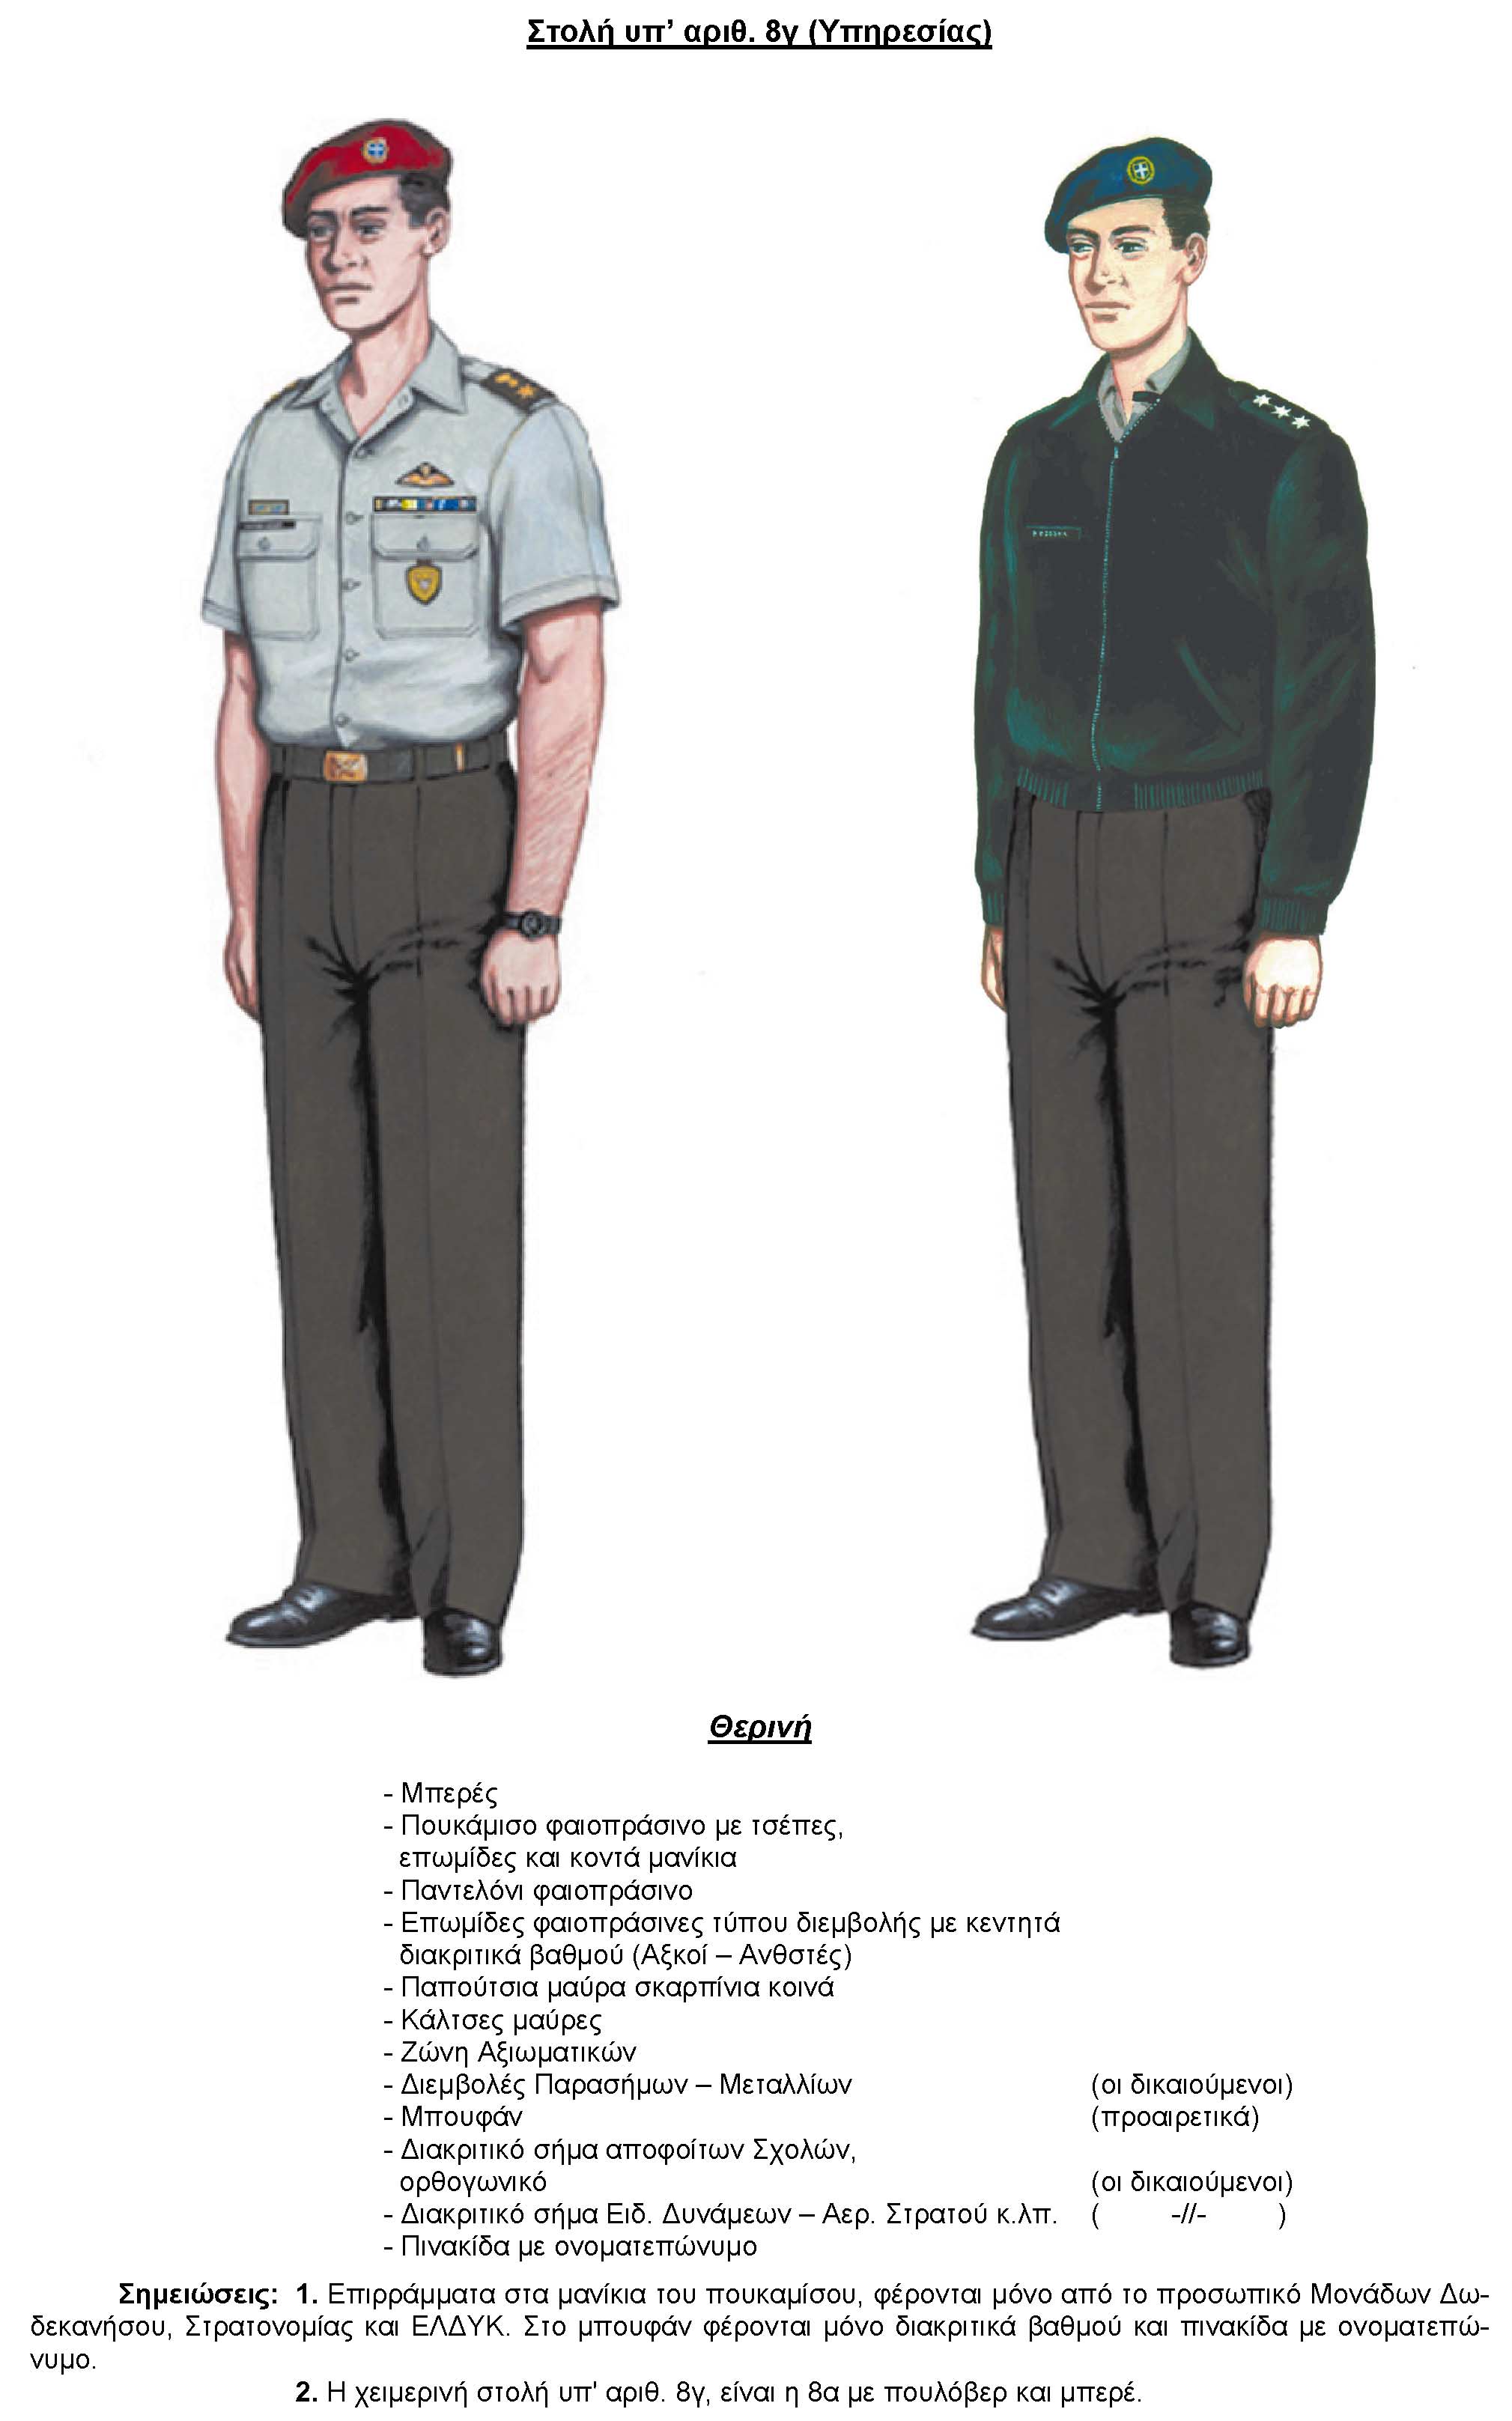 Στολή υπ’ αριθ. 8γ (Υπηρεσίας)
Θερινή
- Μπερές
- Πουκάμισο φαιοπράσινο με τσέπες,
επωμίδες και κοντά μανίκια
- Παντελόνι φαιοπράσινο
- Επωμίδες φαιοπράσινες τύπου διεμβολής με κεντητά
διακριτικά βαθμού (Αξκοί – Ανθστές)
- Παπούτσια μαύρα σκαρπίνια κοινά
- Κάλτσες μαύρες
- Ζώνη Αξιωματικών
- Διεμβολές Παρασήμων – Μεταλλίων (οι δικαιούμενοι)
- Μπουφάν (προαιρετικά)
- Διακριτικό σήμα αποφοίτων Σχολών,
ορθογωνικό (οι δικαιούμενοι)
- Διακριτικό σήμα Ειδ. Δυνάμεων – Αερ. Στρατού κ.λπ. ( -//- )
- Πινακίδα με ονοματεπώνυμο
Σημειώσεις: 1. Επιρράμματα στα μανίκια του πουκαμίσου, φέρονται μόνο από το προσωπικό Μονάδων Δω-
δεκανήσου, Στρατονομίας και ΕΛΔΥΚ. Στο μπουφάν φέρονται μόνο διακριτικά βαθμού και πινακίδα με ονοματεπώ-
νυμο.
2. Η χειμερινή στολή υπ' αριθ. 8γ, είναι η 8α με πουλόβερ και μπερέ.